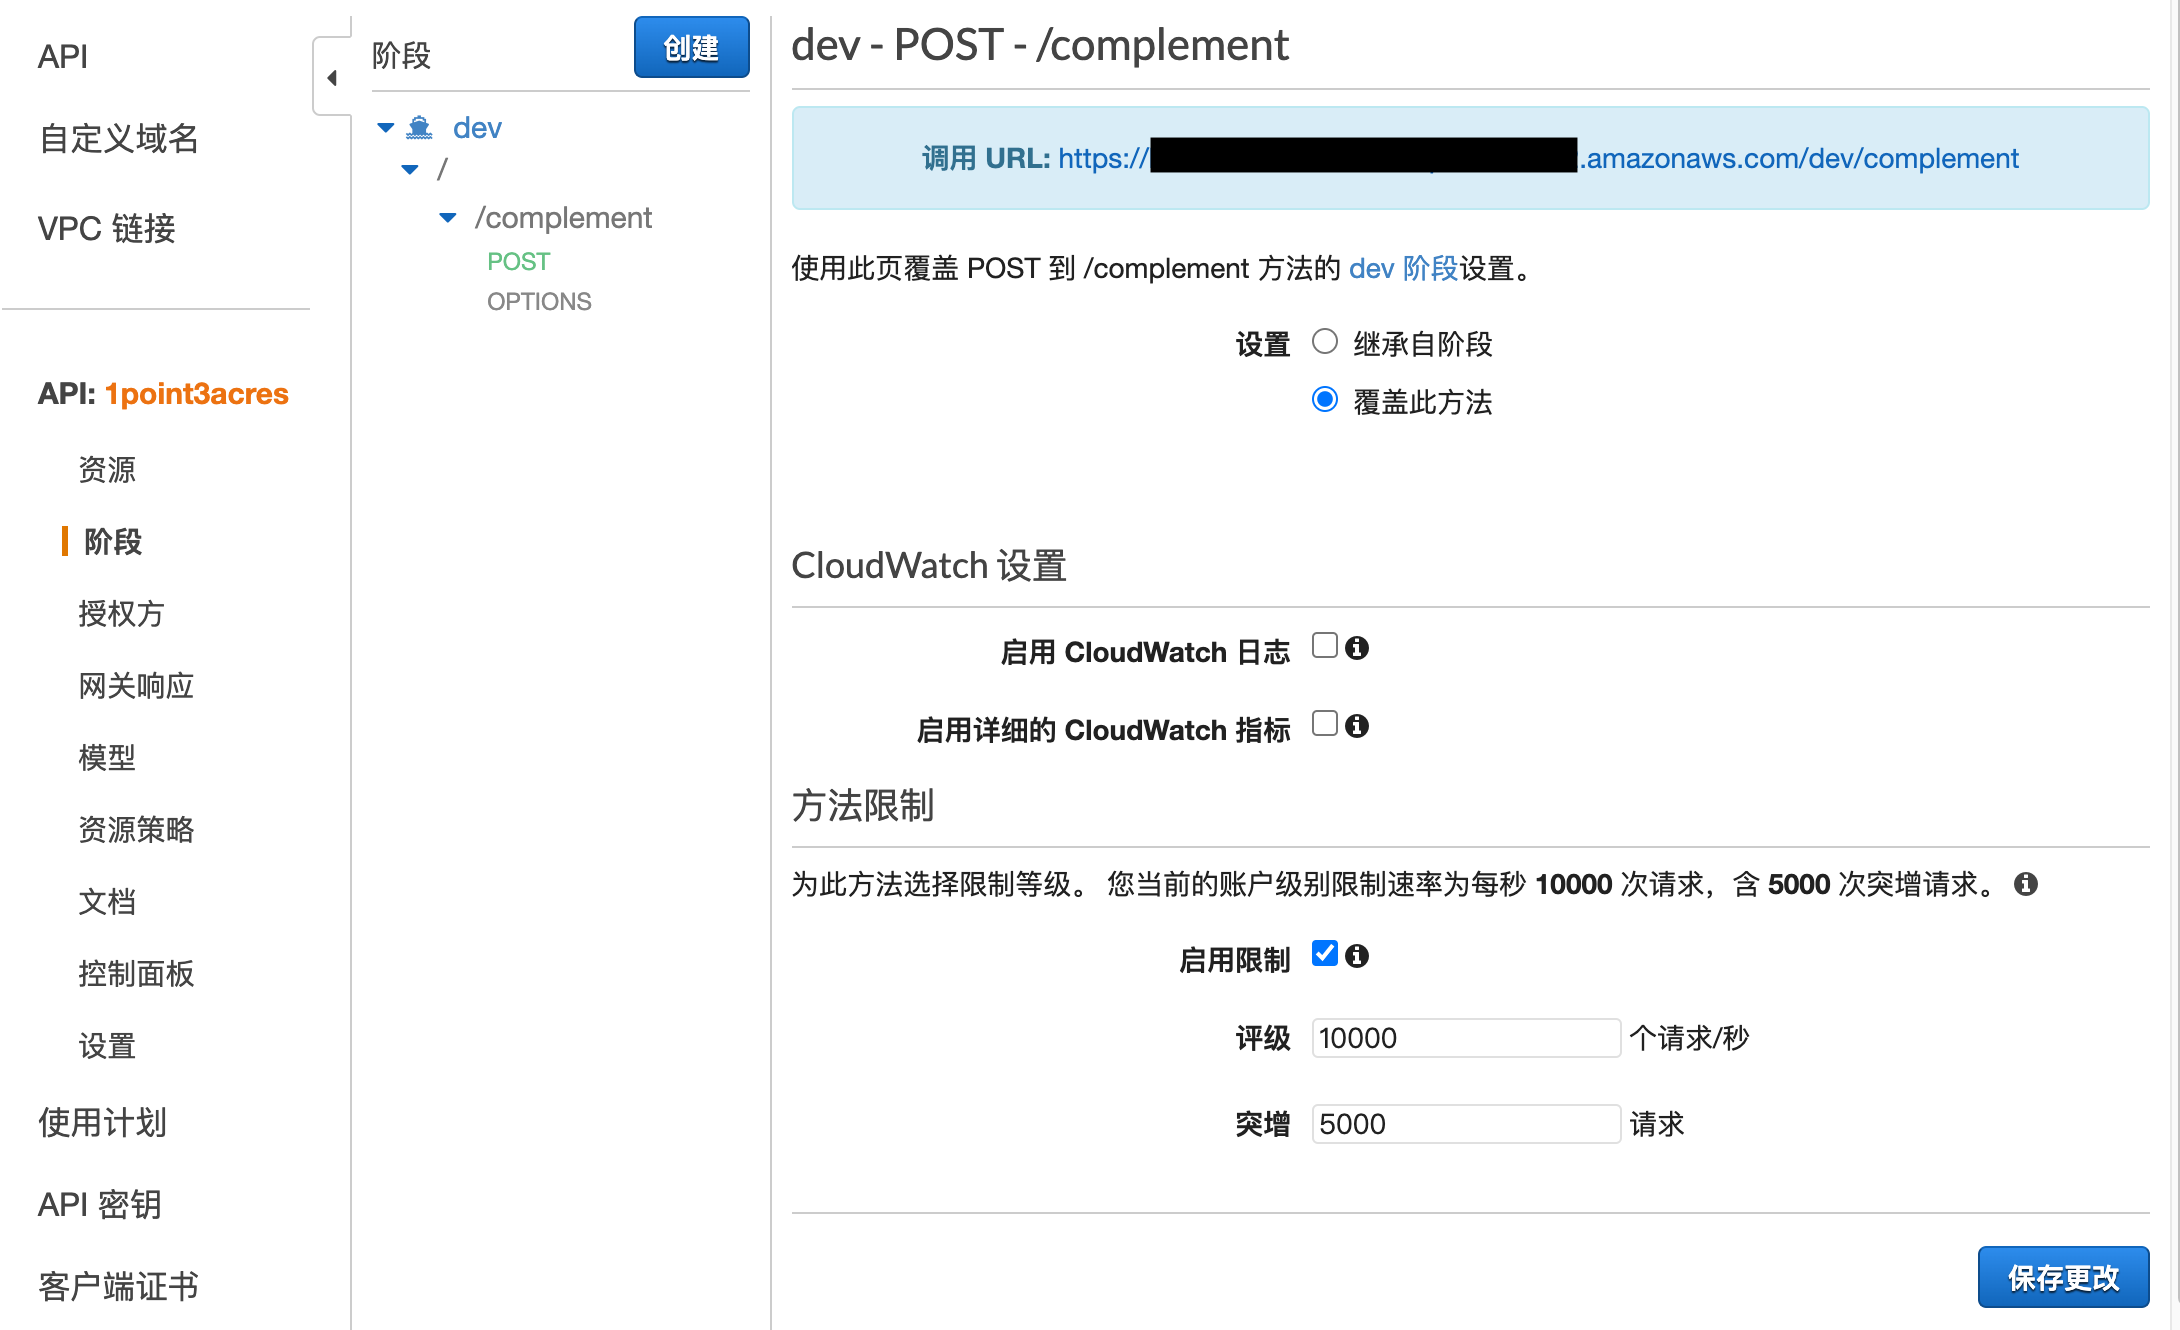 API
自定义域名
VPC 链接
API: 1point3acres
资源
阶段
授权方
网关响应
模型
资源策略
文档
控制面板
设置
使用计划
API 密钥
客户端证书
阶段
创建
dev
/
/complement
POST
OPTIONS
dev - POST - /complement
调用 URL: https://
.amazonaws.com/dev/complement
使用此页覆盖 POST 到 /complement 方法的 dev 阶段设置。
设置
继承自阶段
覆盖此方法
CloudWatch 设置
启用 CloudWatch 日志
启用详细的 CloudWatch 指标
方法限制
为此方法选择限制等级。 您当前的账户级别限制速率为每秒 10000 次请求，含 5000 次突增请求。
启用限制
评级 10000 个请求/秒
突增 5000 请求
保存更改